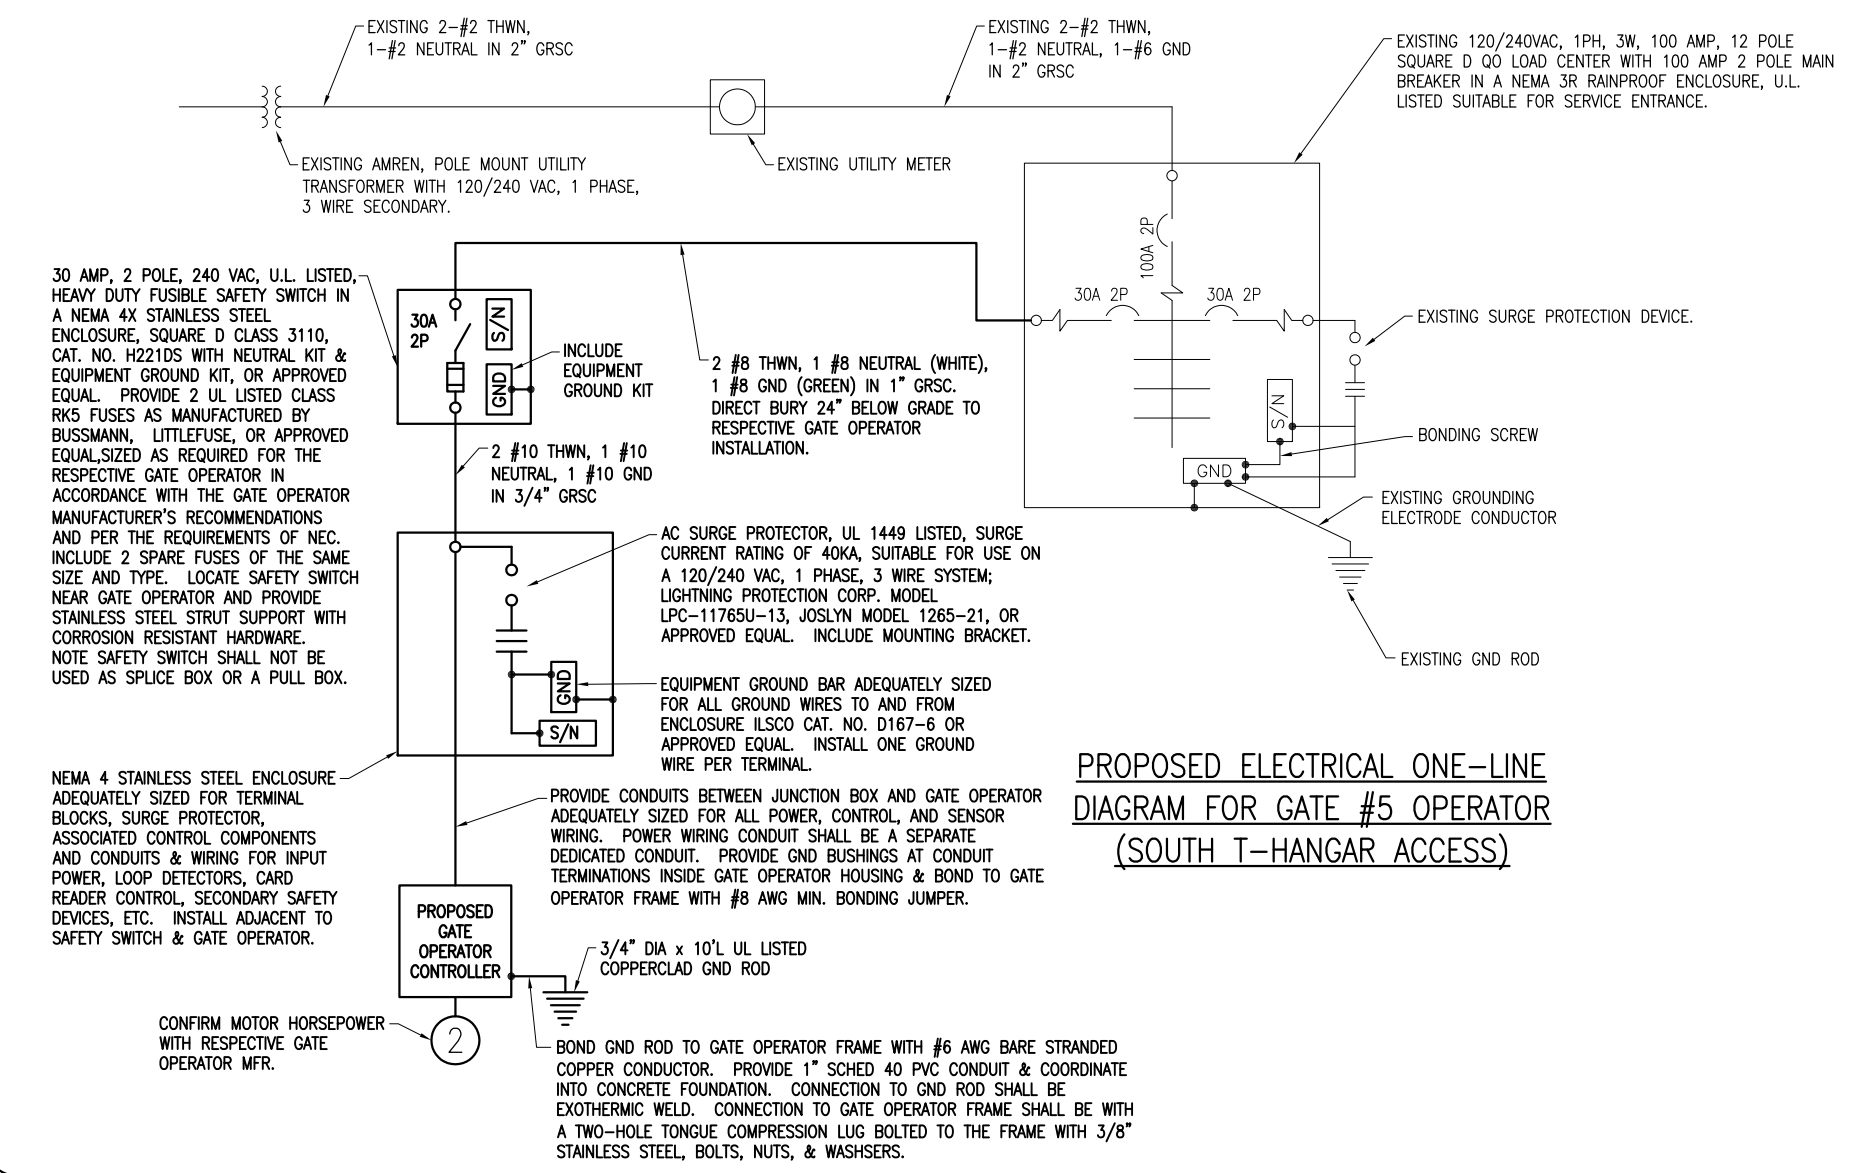 EXISTING 2-#2 THWN,
1-#2 NEUTRAL IN 2" GRSC
EXISTING 2-#2 THWN,
1-#2 NEUTRAL, 1-#6 GND
IN 2" GRSC
EXISTING 120/240VAC, 1PH, 3W, 100 AMP, 12 POLE
SQUARE D QO LOAD CENTER WITH 100 AMP 2 POLE MAIN
BREAKER IN A NEMA 3R RAINPROOF ENCLOSURE, U.L.
LISTED SUITABLE FOR SERVICE ENTRANCE.
EXISTING AMREN, POLE MOUNT UTILITY
TRANSFORMER WITH 120/240 VAC, 1 PHASE,
3 WIRE SECONDARY.
EXISTING UTILITY METER
100A 2P
30A 2P
30A 2P
EXISTING SURGE PROTECTION DEVICE.
S/N
BONDING SCREW
GND
EXISTING GROUNDING
ELECTRODE CONDUCTOR
EXISTING GND ROD
30 AMP, 2 POLE, 240 VAC, U.L. LISTED,
HEAVY DUTY FUSIBLE SAFETY SWITCH IN
A NEMA 4X STAINLESS STEEL
ENCLOSURE, SQUARE D CLASS 3110,
CAT. NO. H221DS WITH NEUTRAL KIT &
EQUIPMENT GROUND KIT, OR APPROVED
EQUAL. PROVIDE 2 UL LISTED CLASS
RK5 FUSES AS MANUFACTURED BY
BUSSMANN, LITTLEFUSE, OR APPROVED
EQUAL,SIZED AS REQUIRED FOR THE
RESPECTIVE GATE OPERATOR IN
ACCORDANCE WITH THE GATE OPERATOR
MANUFACTURER'S RECOMMENDATIONS
AND PER THE REQUIREMENTS OF NEC.
INCLUDE 2 SPARE FUSES OF THE SAME
SIZE AND TYPE. LOCATE SAFETY SWITCH
NEAR GATE OPERATOR AND PROVIDE
STAINLESS STEEL STRUT SUPPORT WITH
CORROSION RESISTANT HARDWARE.
NOTE SAFETY SWITCH SHALL NOT BE
USED AS SPLICE BOX OR A PULL BOX.
30A
2P
S/N
GND
INCLUDE
EQUIPMENT
GROUND KIT
2 #8 THWN, 1 #8 NEUTRAL (WHITE),
1 #8 GND (GREEN) IN 1" GRSC.
DIRECT BURY 24" BELOW GRADE TO
RESPECTIVE GATE OPERATOR
INSTALLATION.
2 #10 THWN, 1 #10
NEUTRAL, 1 #10 GND
IN 3/4" GRSC
AC SURGE PROTECTOR, UL 1449 LISTED, SURGE
CURRENT RATING OF 40KA, SUITABLE FOR USE ON
A 120/240 VAC, 1 PHASE, 3 WIRE SYSTEM;
LIGHTNING PROTECTION CORP. MODEL
LPC-11765U-13, JOSLYN MODEL 1265-21, OR
APPROVED EQUAL. INCLUDE MOUNTING BRACKET.
GND
S/N
EQUIPMENT GROUND BAR ADEQUATELY SIZED
FOR ALL GROUND WIRES TO AND FROM
ENCLOSURE ILSCO CAT. NO. D167-6 OR
APPROVED EQUAL. INSTALL ONE GROUND
WIRE PER TERMINAL.
NEMA 4 STAINLESS STEEL ENCLOSURE
ADEQUATELY SIZED FOR TERMINAL
BLOCKS, SURGE PROTECTOR,
ASSOCIATED CONTROL COMPONENTS
AND CONDUITS & WIRING FOR INPUT
POWER, LOOP DETECTORS, CARD
READER CONTROL, SECONDARY SAFETY
DEVICES, ETC. INSTALL ADJACENT TO
SAFETY SWITCH & GATE OPERATOR.
PROVIDE CONDUITS BETWEEN JUNCTION BOX AND GATE OPERATOR
ADEQUATELY SIZED FOR ALL POWER, CONTROL, AND SENSOR
WIRING. POWER WIRING CONDUIT SHALL BE A SEPARATE
DEDICATED CONDUIT. PROVIDE GND BUSHINGS AT CONDUIT
TERMINATIONS INSIDE GATE OPERATOR HOUSING & BOND TO GATE
OPERATOR FRAME WITH #8 AWG MIN. BONDING JUMPER.
PROPOSED ELECTRICAL ONE-LINE
DIAGRAM FOR GATE #5 OPERATOR
(SOUTH T-HANGAR ACCESS)
PROPOSED
GATE
OPERATOR
CONTROLLER
3/4" DIA x 10'L UL LISTED
COPPERCLAD GND ROD
CONFIRM MOTOR HORSEPOWER
WITH RESPECTIVE GATE
OPERATOR MFR.
2
BOND GND ROD TO GATE OPERATOR FRAME WITH #6 AWG BARE STRANDED
COPPER CONDUCTOR. PROVIDE 1" SCHED 40 PVC CONDUIT & COORDINATE
INTO CONCRETE FOUNDATION. CONNECTION TO GND ROD SHALL BE
EXOTHERMIC WELD. CONNECTION TO GATE OPERATOR FRAME SHALL BE WITH
A TWO-HOLE TONGUE COMPRESSION LUG BOLTED TO THE FRAME WITH 3/8"
STAINLESS STEEL, BOLTS, NUTS, & WASHSERS.